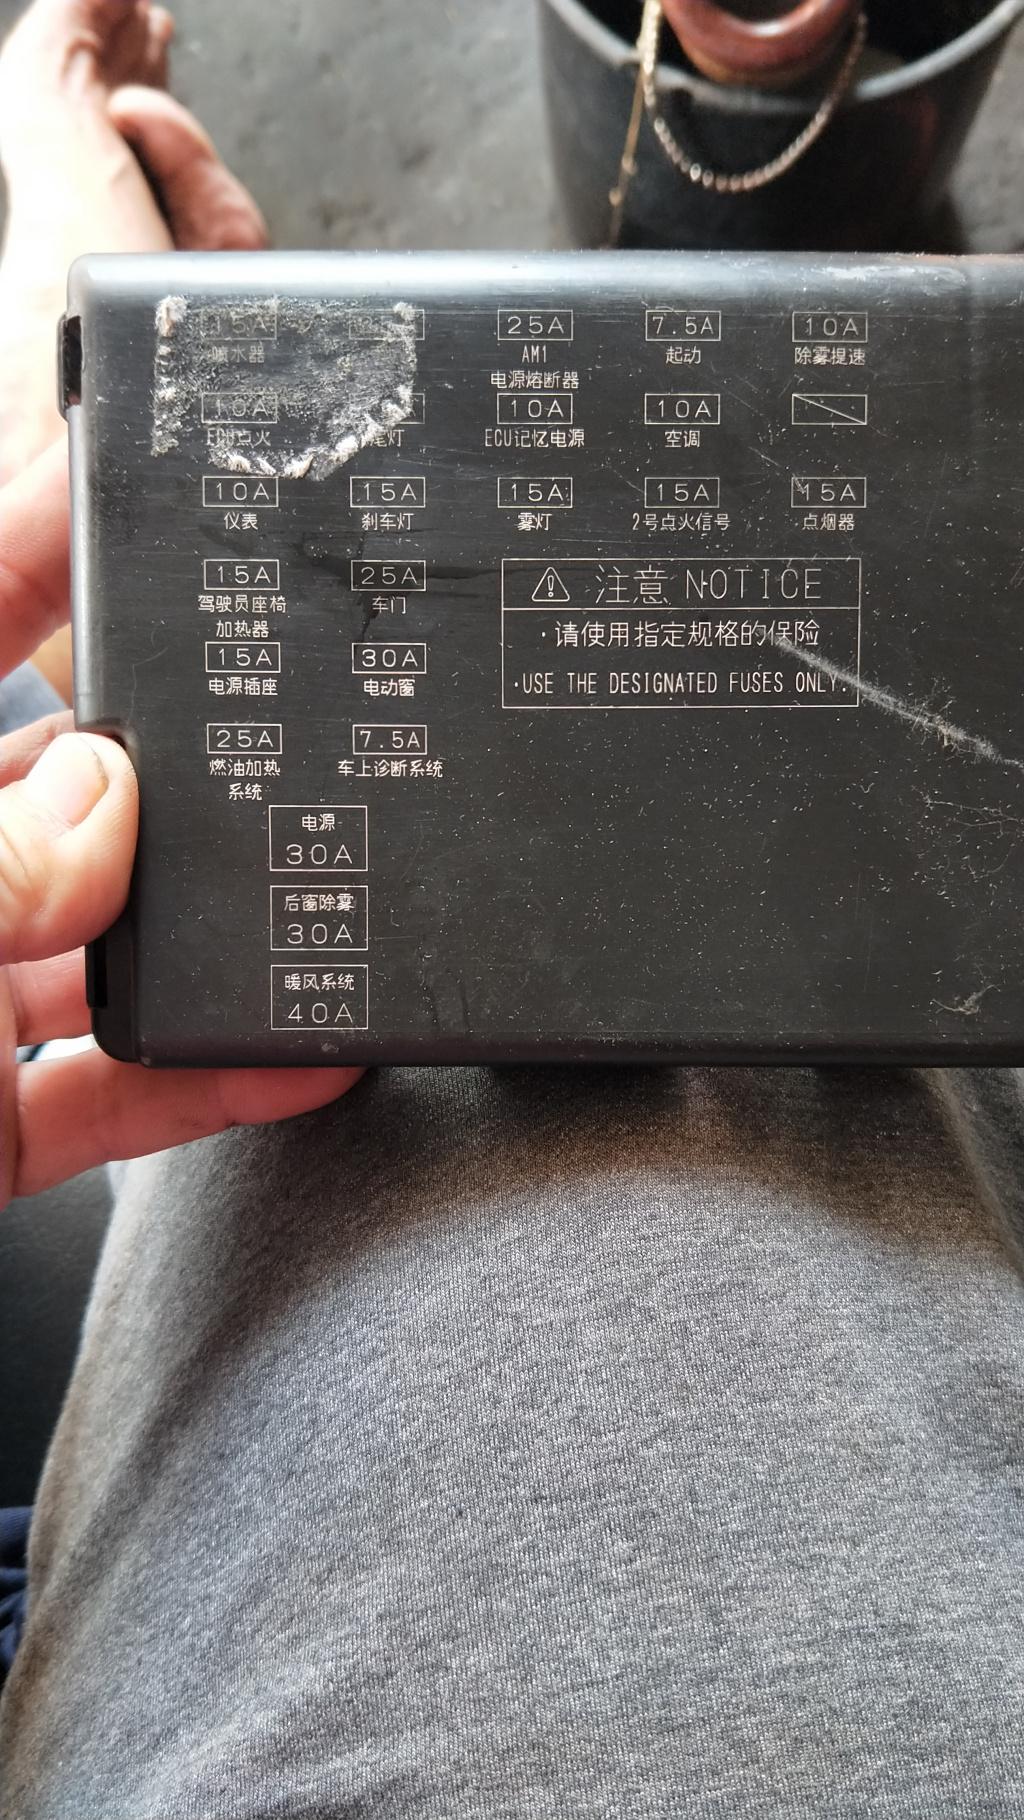 15A
25A
7.5A
10A
喷水器
AM1
起动
除雾提速
电源熔断器
10A
10A
10A
ECU点火
尾灯
ECU记忆电源
空调
10A
15A
15A
15A
15A
仪表
刹车灯
雾灯
2号点火信号
点烟器
15A
25A
驾驶员座椅
车门
加热器
15A
30A
电源插座
电动窗
25A
7.5A
燃油加热
车上诊断系统
系统
电源
30A
后窗除雾
30A
暖风系统
40A
注意 NOTICE
·请使用指定规格的保险
·USE THE DESIGNATED FUSES ONLY.